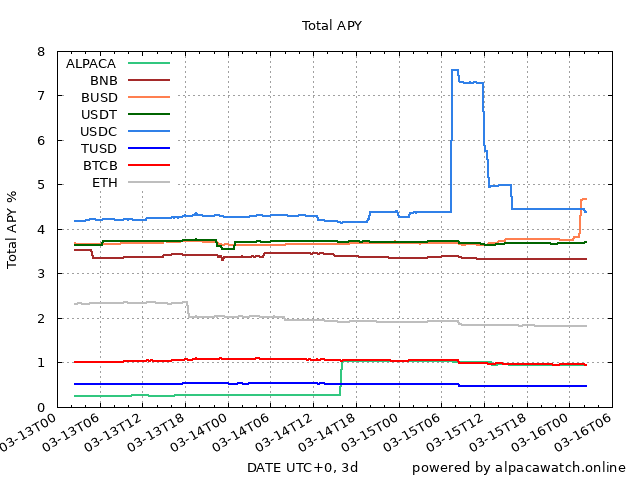 Total APY
Total APY %
8
7
6
5
4
3
2
1
0
ALPACA
BNB
BUSD
USDT
USDC
TUSD
BTCB
ETH
03-13T00
03-13T06
03-13T12
03-13T18
03-14T00
03-14T06
03-14T12
03-14T18
03-15T00
03-15T06
03-15T12
03-15T18
03-16T00
03-16T06
DATE UTC+0, 3d
powered by alpacawatch.online